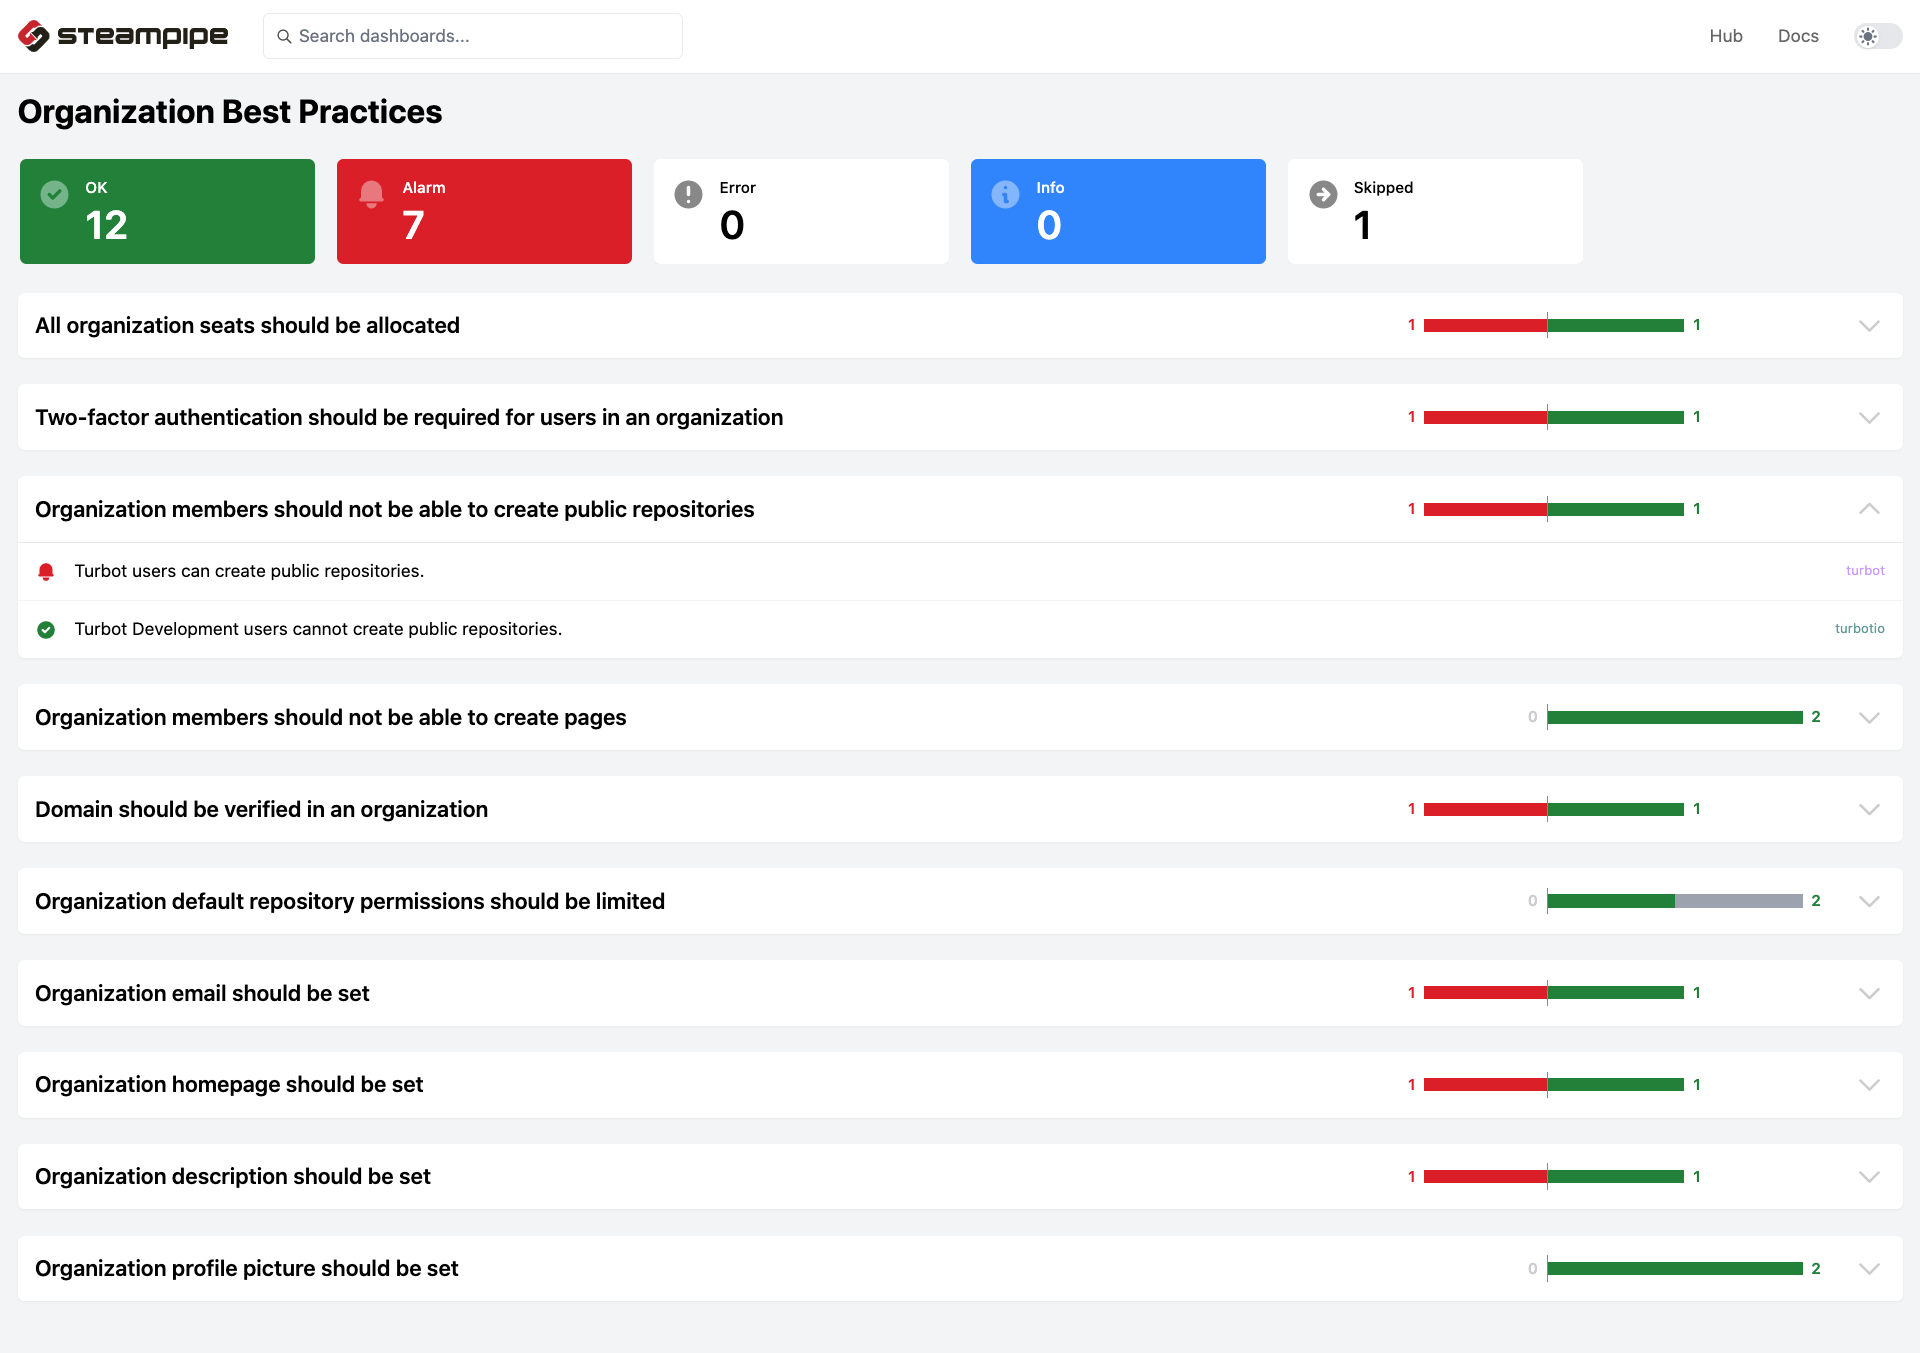 steampipe
Search dashboards...
Hub
Docs
Organization Best Practices
OK
12
Alarm
7
Error
0
Info
0
Skipped
1
All organization seats should be allocated
1
1
Two-factor authentication should be required for users in an organization
1
1
Organization members should not be able to create public repositories
1
1
Turbot users can create public repositories.
turbot
Turbot Development users cannot create public repositories.
turbotio
Organization members should not be able to create pages
0
2
Domain should be verified in an organization
1
1
Organization default repository permissions should be limited
0
2
Organization email should be set
1
1
Organization homepage should be set
1
1
Organization description should be set
1
1
Organization profile picture should be set
0
2